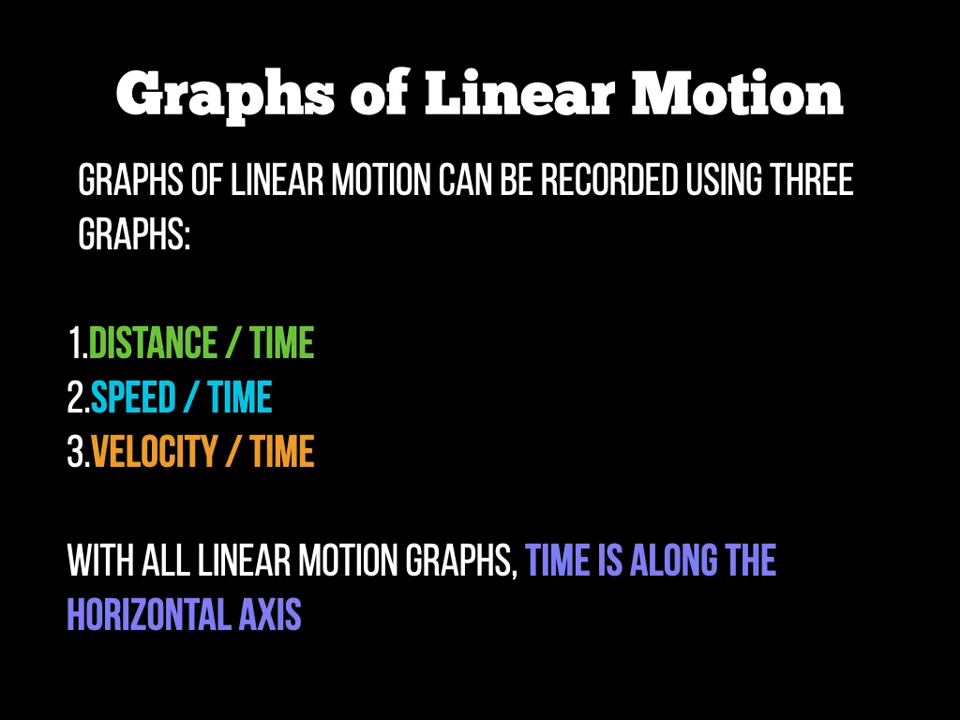 Graphs of Linear Motion
GRAPHS OF LINEAR MOTION CAN BE RECORDED USING THREE
GRAPHS:
1.DISTANCE / TIME
2.SPEED / TIME
3.VELOCITY / TIME
WITH ALL LINEAR MOTION GRAPHS, TIME IS ALONG THE
HORIZONTAL AXIS